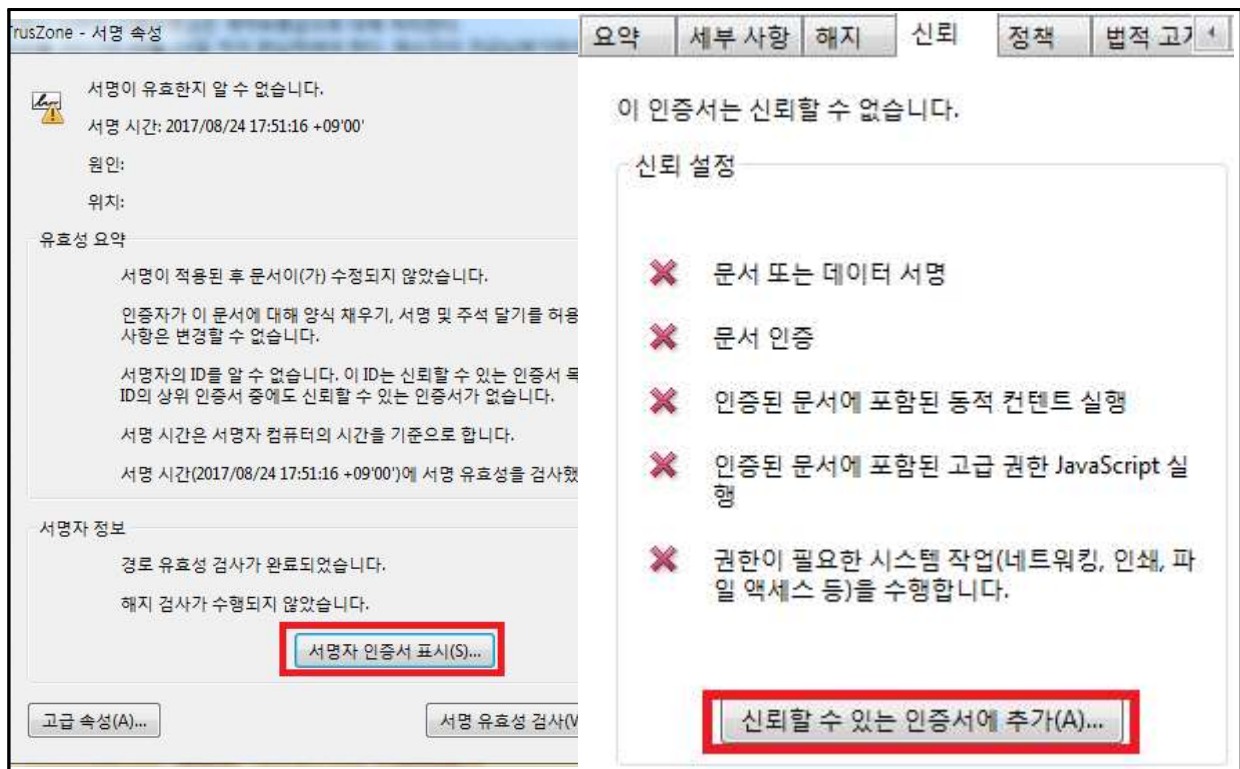 rusZone - 서명 속성
서명이 유효한지 알 수 없습니다.
서명 시간: 2017/08/24 17:51:16 +09'00'
원인:
위치:
유효성 요약
서명이 적용된 후 문서이(가) 수정되지 않았습니다.
인증자가 이 문서에 대해 양식 채우기, 서명 및 주석 달기를 허용
사항은 변경할 수 없습니다.
서명자의 ID를 알 수 없습니다. 이 ID는 신뢰할 수 있는 인증서 목
ID의 상위 인증서 중에도 신뢰할 수 있는 인증서가 없습니다.
서명 시간은 서명자 컴퓨터의 시간을 기준으로 합니다.
서명 시간(2017/08/24 17:51:16 +09'00')에 서명 유효성을 검사했
서명자 정보
경로 유효성 검사가 완료되었습니다.
해지 검사가 수행되지 않았습니다.
서명자 인증서 표시(S)...
고급 속성(A)...
서명 유효성 검사(V
요약
세부 사항
해지
신뢰
정책
법적 고지
이 인증서는 신뢰할 수 없습니다.
신뢰 설정
문서 또는 데이터 서명
문서 인증
인증된 문서에 포함된 동적 컨텐트 실행
인증된 문서에 포함된 고급 권한 JavaScript 실
행
권한이 필요한 시스템 작업(네트워킹, 인쇄, 파
일 액세스 등)을 수행합니다.
신뢰할 수 있는 인증서에 추가(A)...